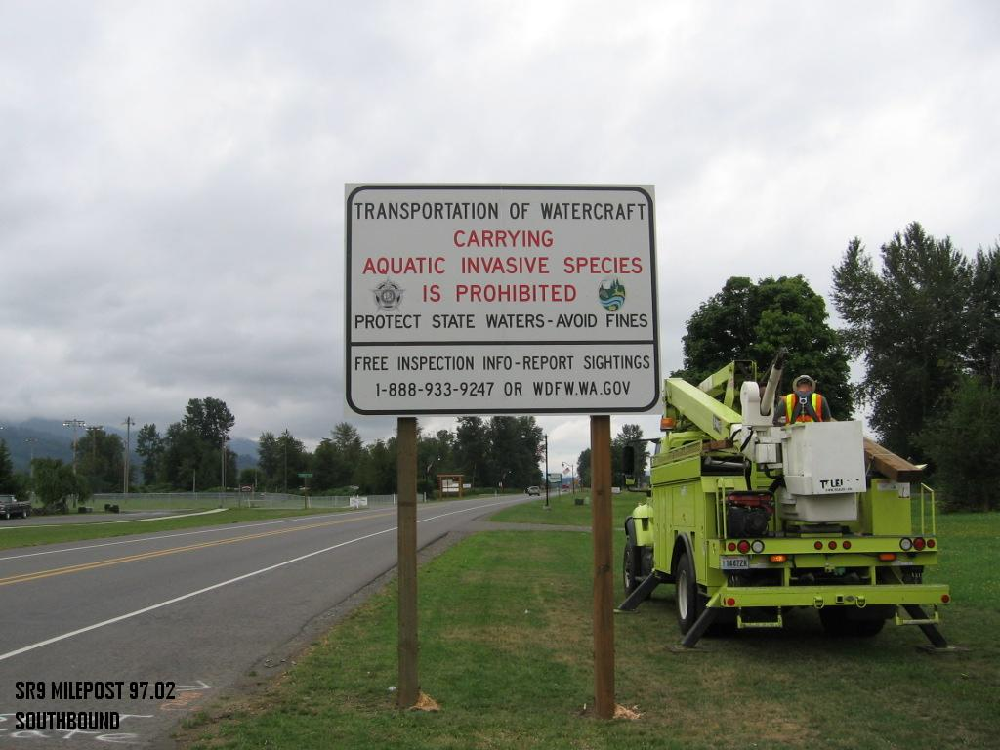 TRANSPORTATION OF WATERCRAFT
CARRYING
AQUATIC INVASIVE SPECIES
IS PROHIBITED
PROTECT STATE WATERS-AVOID FINES
FREE INSPECTION INFO-REPORT SIGHTINGS
1-888-933-9247 OR WDFW.WA.GOV
SR9 MILEPOST 97.02
SOUTHBOUND